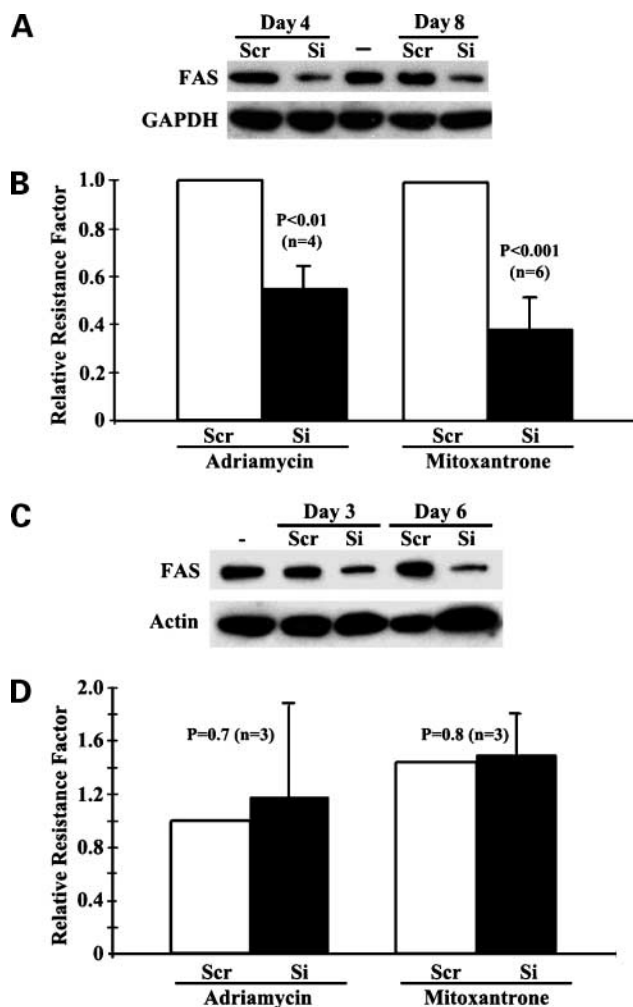 A
Day 4 Day 8
Scr Si – Scr Si
FAS
GAPDH
B
Relative Resistance Factor
1.0
0.8
0.6
0.4
0.2
0
P<0.01
(n=4)
P<0.001
(n=6)
Scr Si Scr Si
Adriamycin Mitoxantrone
C
Day 3 Day 6
- Scr Si Scr Si
FAS
Actin
D
Relative Resistance Factor
2.0
1.6
1.2
0.8
0.4
0
P=0.7 (n=3) P=0.8 (n=3)
Scr Si Scr Si
Adriamycin Mitoxantrone